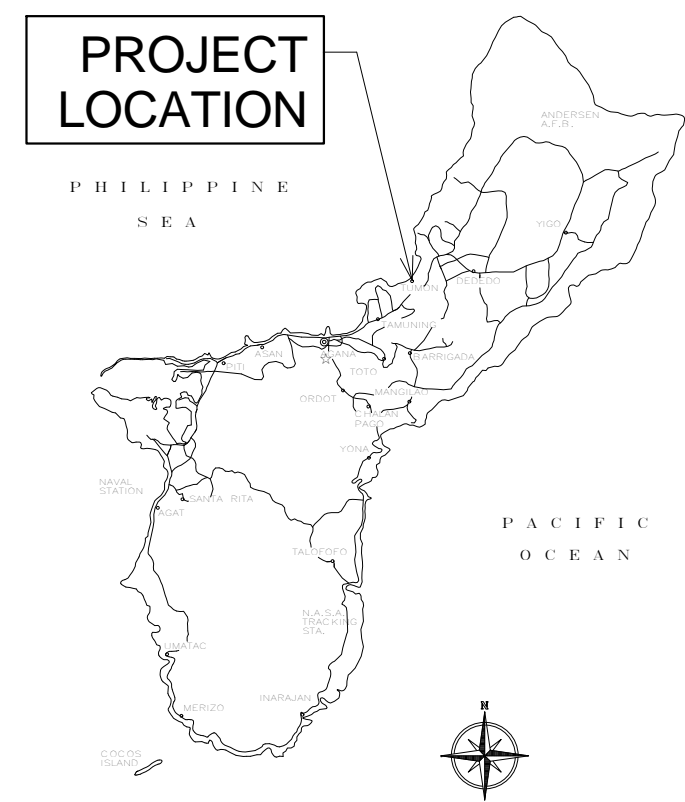 PROJECT
LOCATION
ANDERSEN
A.F.B.
PHILIPPINE
SEA
YIGO
DEDEDO
TUMON
TAMUNING
ASAN
AGANA
BARRIGADA
PITI
TOTO
MANGILAO
ORDOT
CHALAN
PAGO
YONA
NAVAL
STATION
SANTA RITA
AGAT
PACIFIC
OCEAN
TALOFOFO
N.A.S.A.
TRACKING
STA.
UMATAC
INARAJAN
MERIZO
N
COCOS
ISLAND